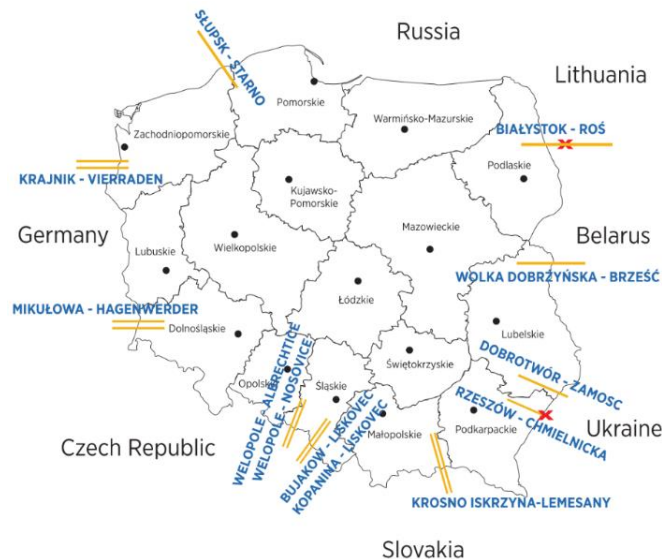 Russia
SŁUPSK - STARNO
Lithuania
Pomorskie
Warmińsko-Mazurskie
BIAŁYSTOK - ROŚ
Zachodniopomorskie
Podlaskie
KRAJNIK - VIERRADEN
Kujawsko-
Pomorskie
Germany
Mazowieckie
Belarus
Lubuskie
Wielkopolskie
WOLKA DOBRZYŃSKA - BRZEŚĆ
Łódzkie
MIKUŁOWA - HAGENWERDER
Dolnośląskie
Lubelskie
DOBROTWÓR - ZAMOSC
Świętokrzyskie
Opolskie
Śląskie
WELOPOLE - ALBRECHTICE
WELOPOLE - NOSOVICE
RZESZÓW - CHMIELNICKA
Małopolskie
Podkarpackie
Ukraine
BUJAKOW - LISKOVEC
KOPANINA - LISKOVEC
Czech Republic
KROSNO ISKRZYNA-LEMESANY
Slovakia